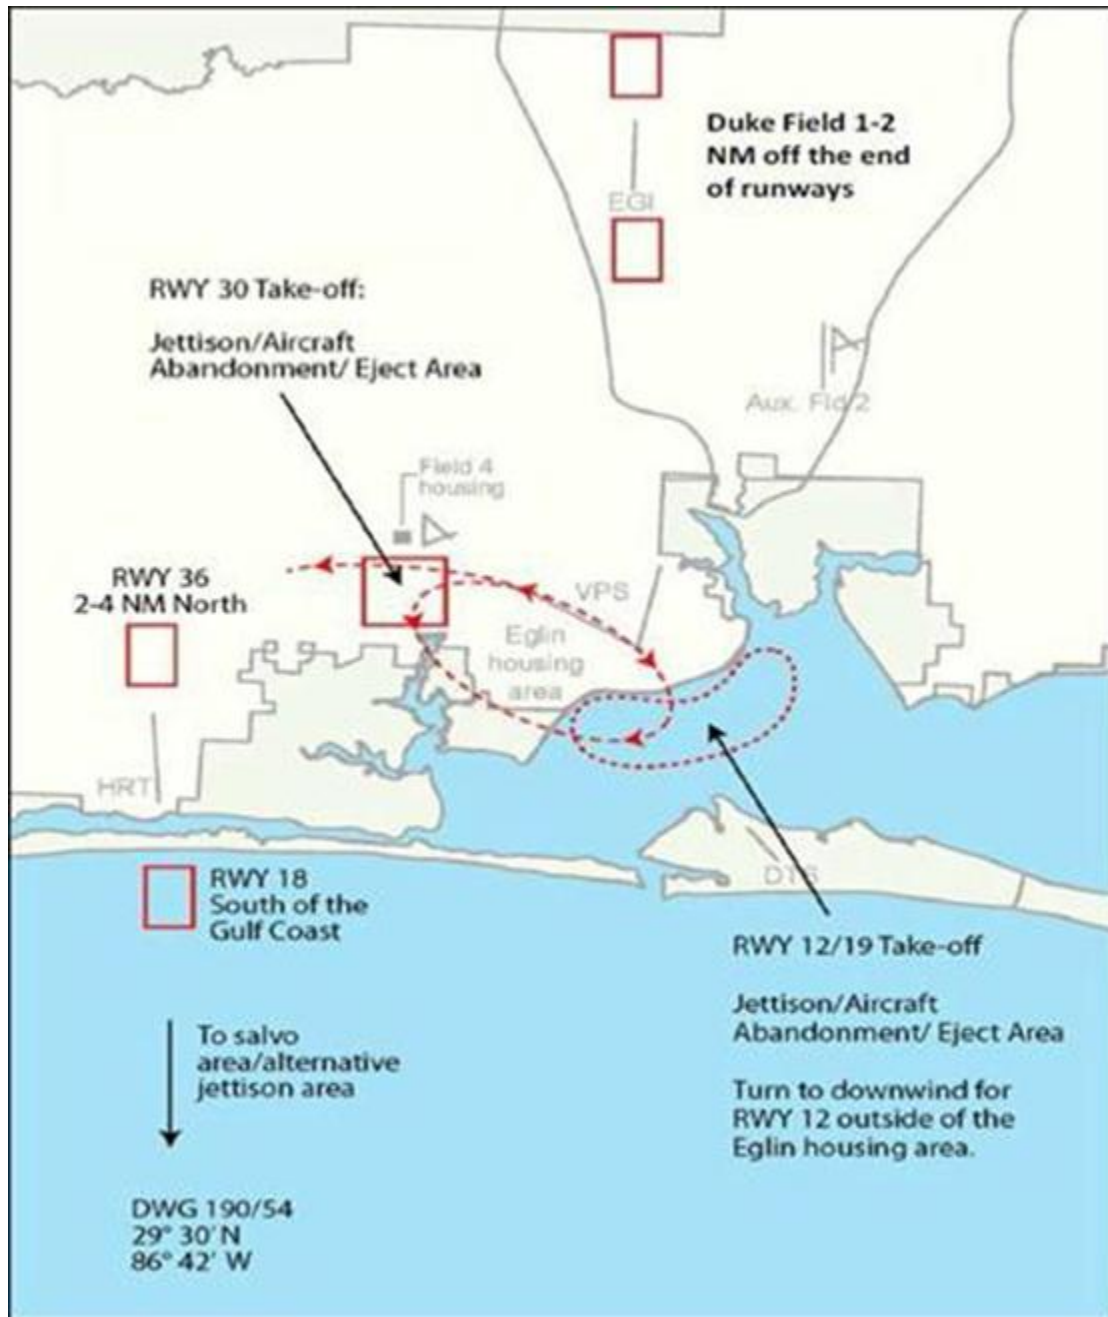 Duke Field 1-2
NM off the end
of runways
EGI
RWY 30 Take-off:
Jettison/Aircraft
Abandonment/ Eject Area
Aux. Fld 2
Field 4
housing
RWY 36
2-4 NM North
VPS
Eglin
housing
area
HRT
RWY 18
South of the
Gulf Coast
DTS
RWY 12/19 Take-off
Jettison/Aircraft
Abandonment/ Eject Area
Turn to downwind for
RWY 12 outside of the
Eglin housing area.
To salvo
area/alternative
jettison area
DWG 190/54
29° 30' N
86° 42' W